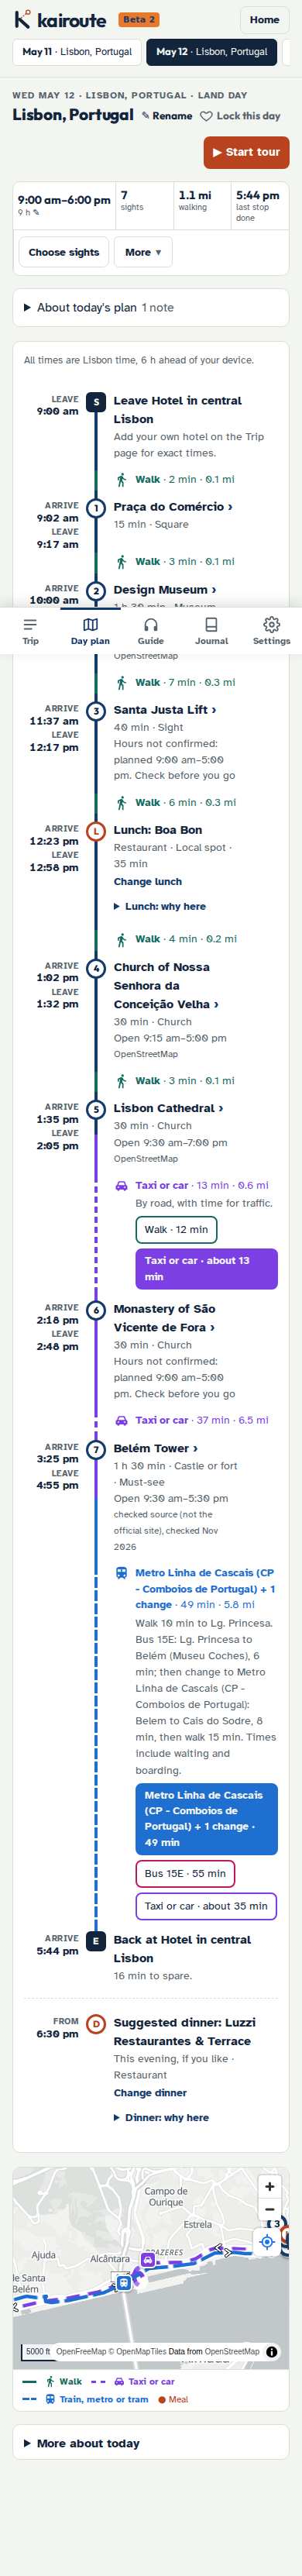 kairoute
Beta 2
Home
May 11 · Lisbon, Portugal
May 12 · Lisbon, Portugal
WED MAY 12 · LISBON, PORTUGAL · LAND DAY
Lisbon, Portugal
✎ Rename
Lock this day
▶ Start tour
9:00 am–6:00 pm
9 h ✎
7
sights
1.1 mi
walking
5:44 pm
last stop
done
Choose sights
More ▾
▶ About today's plan 1 note
All times are Lisbon time, 6 h ahead of your device.
LEAVE
9:00 am
S
Leave Hotel in central
Lisbon
Add your own hotel on the Trip
page for exact times.
Walk · 2 min · 0.1 mi
ARRIVE
9:02 am
LEAVE
9:17 am
1
Praça do Comércio ›
15 min · Square
Walk · 3 min · 0.1 mi
ARRIVE
10:00 am
2
Design Museum ›
1 h 30 min · Museum
Trip
Day plan
Guide
Journal
Settings
OpenStreetMap
Walk · 7 min · 0.3 mi
ARRIVE
11:37 am
LEAVE
12:17 pm
3
Santa Justa Lift ›
40 min · Sight
Hours not confirmed:
planned 9:00 am–5:00
pm. Check before you go
Walk · 6 min · 0.3 mi
ARRIVE
12:23 pm
LEAVE
12:58 pm
L
Lunch: Boa Bon
Restaurant · Local spot ·
35 min
Change lunch
▶ Lunch: why here
Walk · 4 min · 0.2 mi
ARRIVE
1:02 pm
LEAVE
1:32 pm
4
Church of Nossa
Senhora da
Conceição Velha ›
30 min · Church
Open 9:15 am–5:00 pm
OpenStreetMap
Walk · 3 min · 0.1 mi
ARRIVE
1:35 pm
LEAVE
2:05 pm
5
Lisbon Cathedral ›
30 min · Church
Open 9:30 am–7:00 pm
OpenStreetMap
Taxi or car · 13 min · 0.6 mi
By road, with time for traffic.
Walk · 12 min
Taxi or car · about 13
min
ARRIVE
2:18 pm
LEAVE
2:48 pm
6
Monastery of São
Vicente de Fora ›
30 min · Church
Hours not confirmed:
planned 9:00 am–5:00
pm. Check before you go
Taxi or car · 37 min · 6.5 mi
ARRIVE
3:25 pm
LEAVE
4:55 pm
7
Belém Tower ›
1 h 30 min · Castle or fort
· Must-see
Open 9:30 am–5:30 pm
checked source (not the
official site), checked Nov
2026
Metro Linha de Cascais (CP
- Comboios de Portugal) + 1
change · 49 min · 5.8 mi
Walk 10 min to Lg. Princesa.
Bus 15E: Lg. Princesa to
Belém (Museu Coches), 6
min; then change to Metro
Linha de Cascais (CP -
Comboios de Portugal):
Belem to Cais do Sodre, 8
min, then walk 15 min. Times
include waiting and
boarding.
Metro Linha de Cascais
(CP - Comboios de
Portugal) + 1 change ·
49 min
Bus 15E · 55 min
Taxi or car · about 35 min
ARRIVE
5:44 pm
E
Back at Hotel in central
Lisbon
16 min to spare.
FROM
6:30 pm
D
Suggested dinner: Luzzi
Restaurantes & Terrace
This evening, if you like ·
Restaurant
Change dinner
▶ Dinner: why here
Campo de
Ourique
Estrela
Ajuda
Alcântara
de Santa
Belém
3
5000 ft
OpenFreeMap © OpenMapTiles Data from OpenStreetMap
Walk
Taxi or car
Train, metro or tram
Meal
▶ More about today